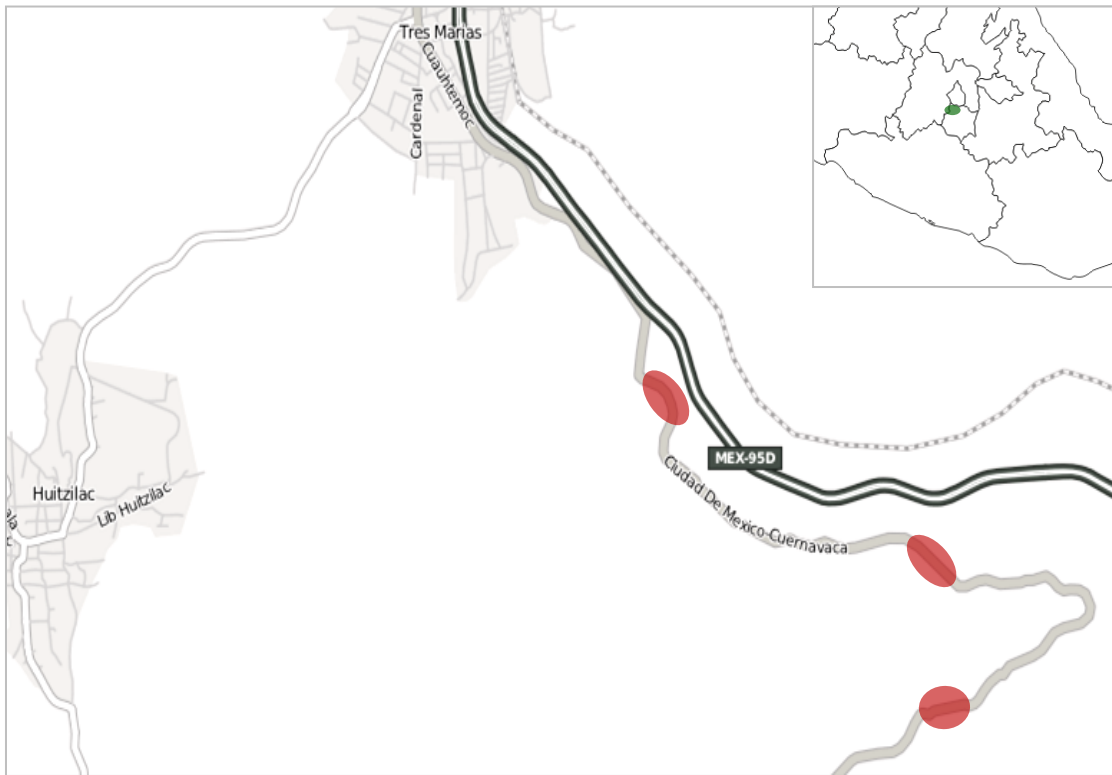 Tres Marias
Cuauhtemoc
Cardenal
MEX-95D
Ciudad De Mexico-Cuernavaca
Huitzilac
Lib Huitzilac